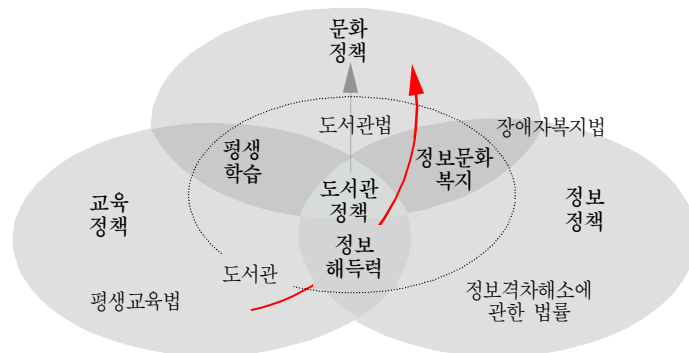 문화
정책
도서관법
장애자복지법
평생
학습
정보문화
복지
교육
정책
도서관
정책
정보
정책
정보
해득력
도서관
평생교육법
정보격차해소에
관한 법률